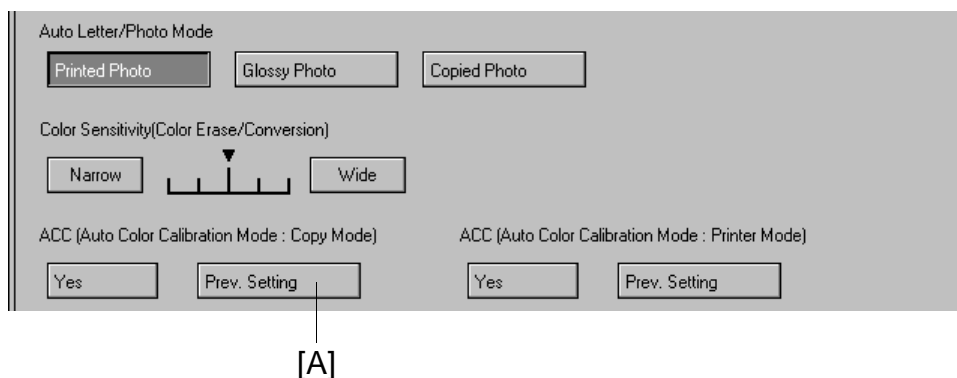 Auto Letter/Photo Mode
Printed Photo Glossy Photo Copied Photo
Color Sensitivity(Color Erase/Conversion)
Narrow Wide
ACC (Auto Color Calibration Mode : Copy Mode) ACC (Auto Color Calibration Mode : Printer Mode)
Yes Prev. Setting Yes Prev. Setting
[A]